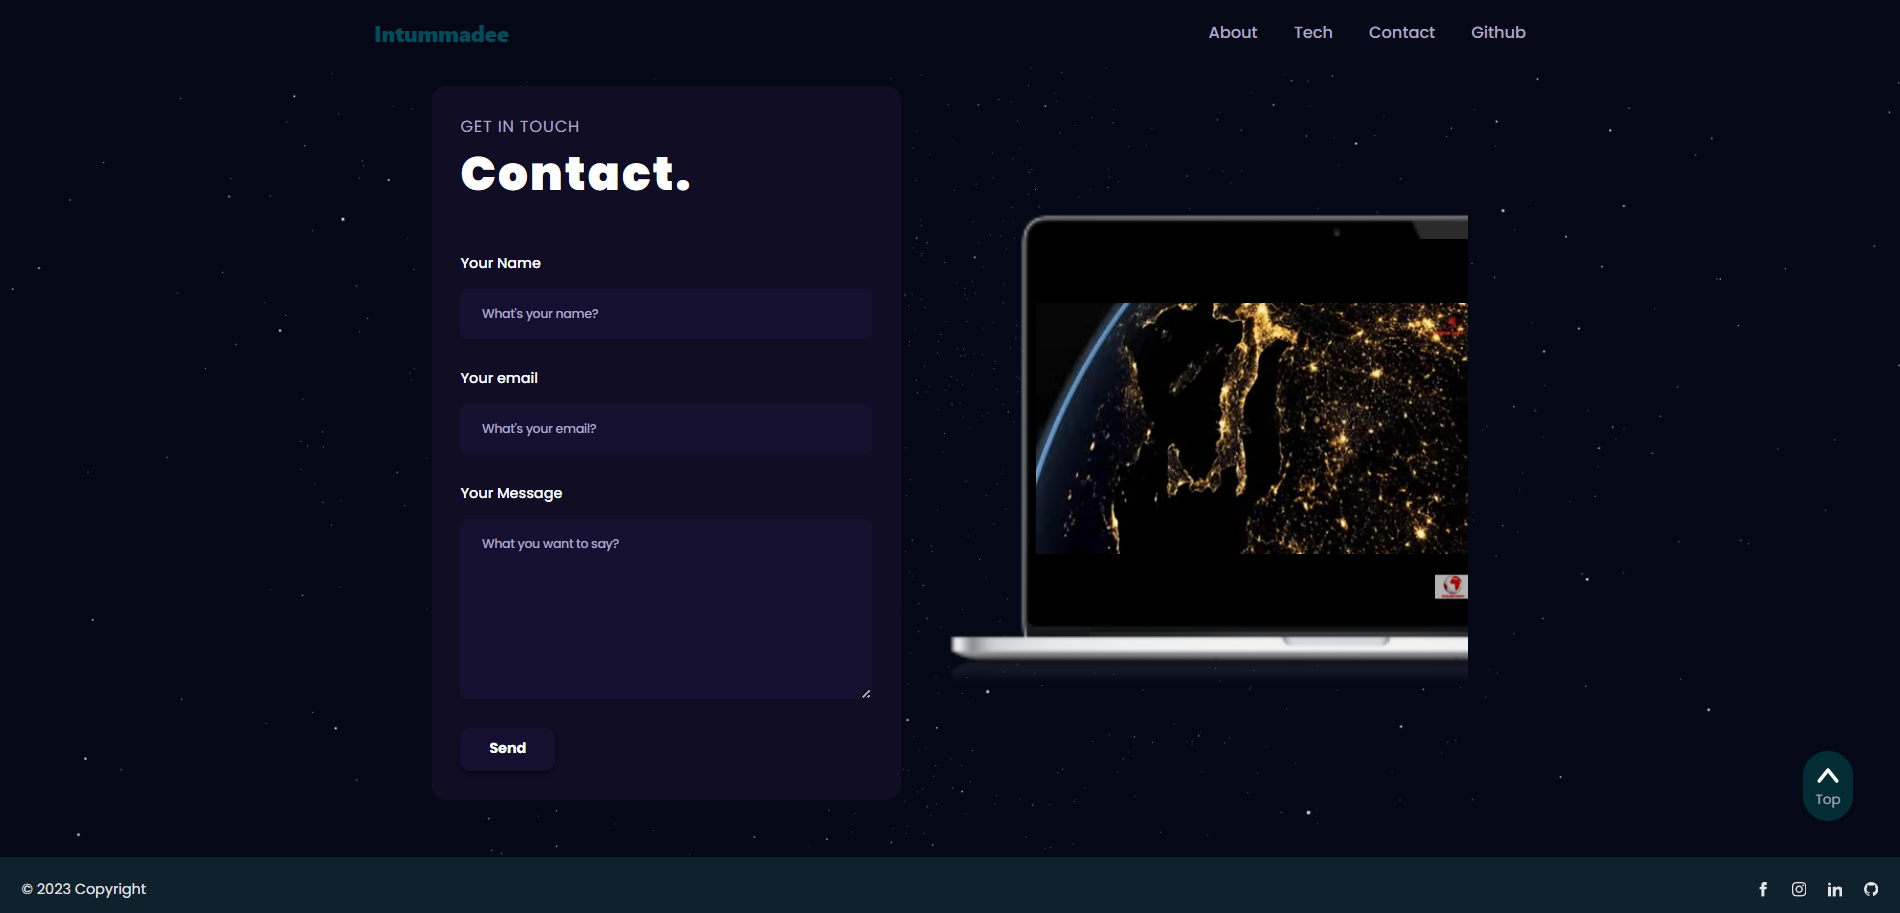 Intummadee
About
Tech
Contact
Github
GET IN TOUCH
Contact.
Your Name
What's your name?
Your email
What's your email?
Your Message
What you want to say?
Send
Top
© 2023 Copyright